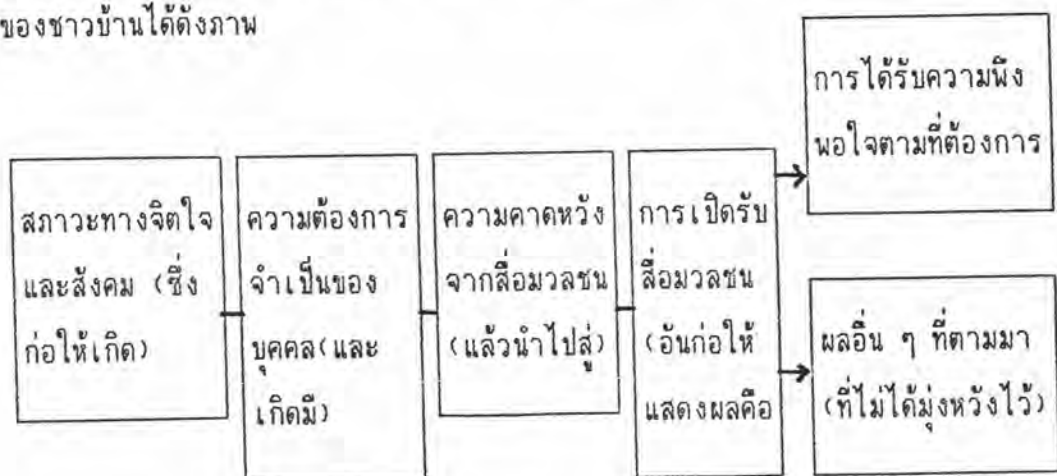 ของชาวบ้านได้ดังภาพ
สภาวะทางจิตใจ
และสังคม (ซึ่ง
ก่อให้เกิด)
ความต้องการ
จำเป็นของ
บุคคล(และ
เกิดมี)
ความคาดหวัง
จากสื่อมวลชน
(แล้วนำไปสู่)
การเปิดรับ
สื่อมวลชน
(อันก่อให้
แสดงผลคือ
การได้รับความพึง
พอใจตามที่ต้องการ
ผลอื่น ๆ ที่ตามมา
(ที่ไม่ได้มุ่งหวังไว้)